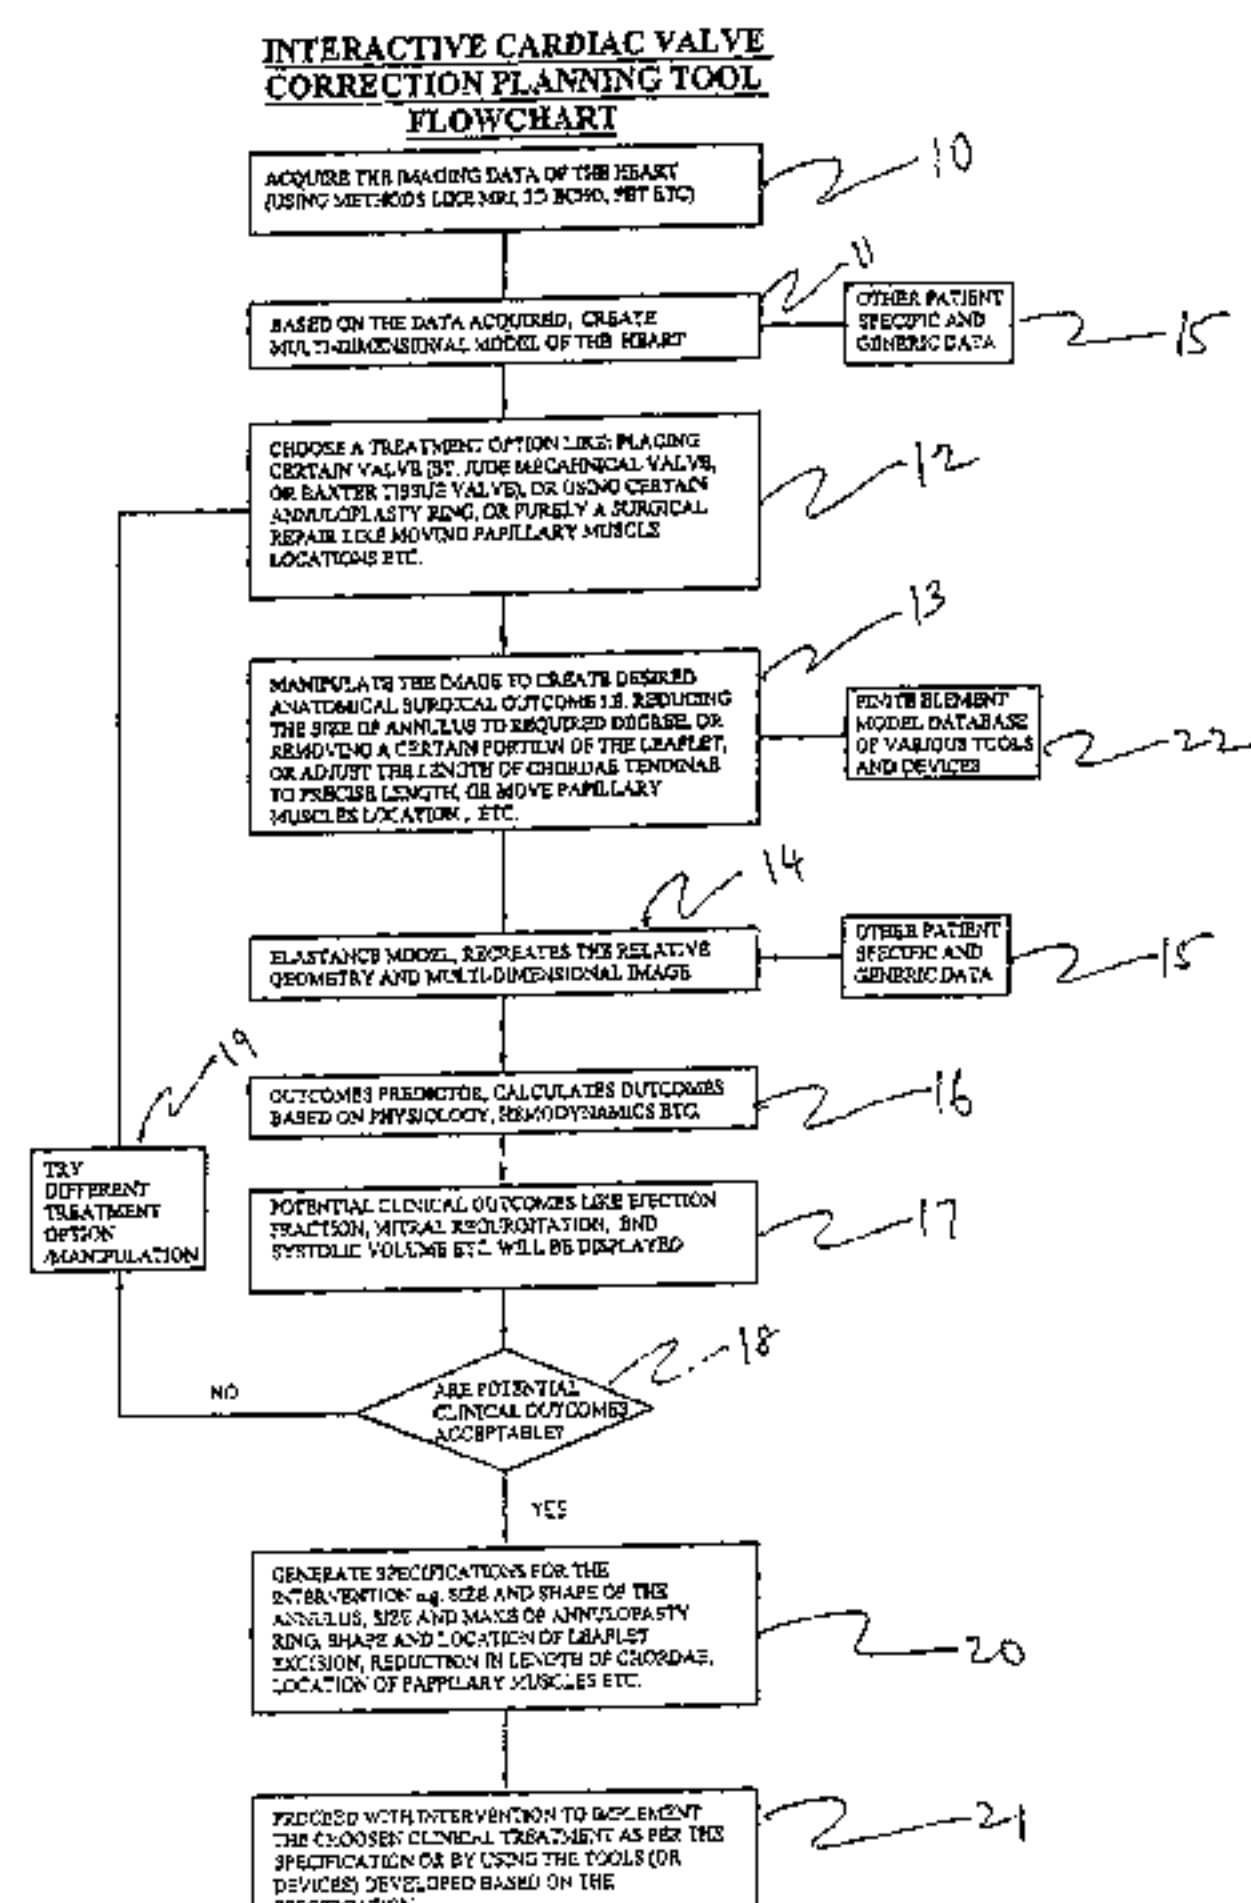 INTERACTIVE CARDIAC VALVE
CORRECTION PLANNING TOOL
FLOWCHART
ACQUIRE THE IMAGING DATA OF THE HEART
(USING METHODS LIKE MRI, 3D ECHO, PET ETC)
10
BASED ON THE DATA ACQUIRED, CREATE
MULTI-DIMENSIONAL MODEL OF THE HEART
11
OTHER PATIENT
SPECIFIC AND
GENERIC DATA
15
CHOOSE A TREATMENT OPTION LIKE: PLACING
CERTAIN VALVE (ST. JUDE MECAHNICAL VALVE,
OR BAXTER TISSUE VALVE), OR USING CERTAIN
ANNULOPLASTY RING, OR PURELY A SURGICAL
REPAIR LIKE MOVING PAPILLARY MUSCLE
LOCATIONS ETC.
12
MANIPULATE THE IMAGE TO CREATE DESIRED
ANATOMICAL SURGICAL OUTCOME I.E. REDUCING
THE SIZE OF ANNULUS TO REQUIRED DEGREE, OR
REMOVING A CERTAIN PORTION OF THE LEAFLET,
OR ADJUST THE LENGTH OF CHORDAE TENDINAE
TO PRECISE LENGTH, OR MOVE PAPILLARY
MUSCLES LOCATION , ETC.
13
FINITE ELEMENT
MODEL DATABASE
OF VARIOUS TOOLS
AND DEVICES
22
14
ELASTANCE MODEL, RECREATES THE RELATIVE
GEOMETRY AND MULTI-DIMENSIONAL IMAGE
OTHER PATIENT
SPECIFIC AND
GENERIC DATA
15
OUTCOMES PREDICTOR, CALCULATES OUTCOMES
BASED ON PHYSIOLOGY, HEMODYNAMICS ETC.
16
19
TRY
DIFFERENT
TREATMENT
OPTION
/MANIPULATION
POTENTIAL CLINICAL OUTCOMES LIKE EJECTION
FRACTION, MITRAL REGURGITATION, END
SYSTOLIC VOLUME ETC. WILL BE DISPLAYED
17
ARE POTENTIAL
CLINICAL OUTCOMES
ACCEPTABLE?
18
NO
YES
GENERATE SPECIFICATIONS FOR THE
INTERVENTION e.g. SIZE AND SHAPE OF THE
ANNULUS, SIZE AND MAKE OF ANNULOPASTY
RING, SHAPE AND LOCATION OF LEAFLET
EXCISION, REDUCTION IN LENGTH OF CHORDAE,
LOCATION OF PAPPILARY MUSCLES ETC.
20
PROCEED WITH INTERVENTION TO IMPLEMENT
THE CHOOSEN CLINICAL TREATMENT AS PER THE
SPECIFICATION OR BY USING THE TOOLS (OR
DEVICES) DEVELOPED BASED ON THE
21